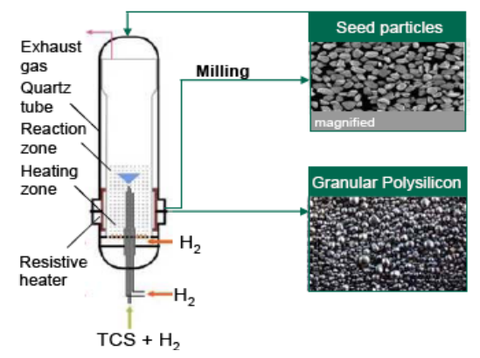 Seed particles
Exhaust
gas
Quartz
tube
Reaction
zone
Heating
zone
Resistive
heater
Milling
magnified
Granular Polysilicon
H₂
H₂
TCS + H₂